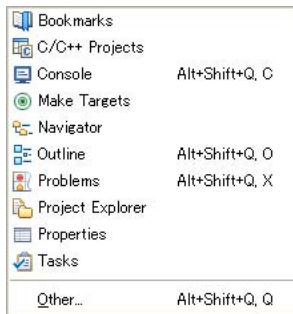 Bookmarks
C/C++ Projects
Console Alt+Shift+Q, C
Make Targets
Navigator
Outline Alt+Shift+Q, O
Problems Alt+Shift+Q, X
Project Explorer
Properties
Tasks
Other... Alt+Shift+Q, Q